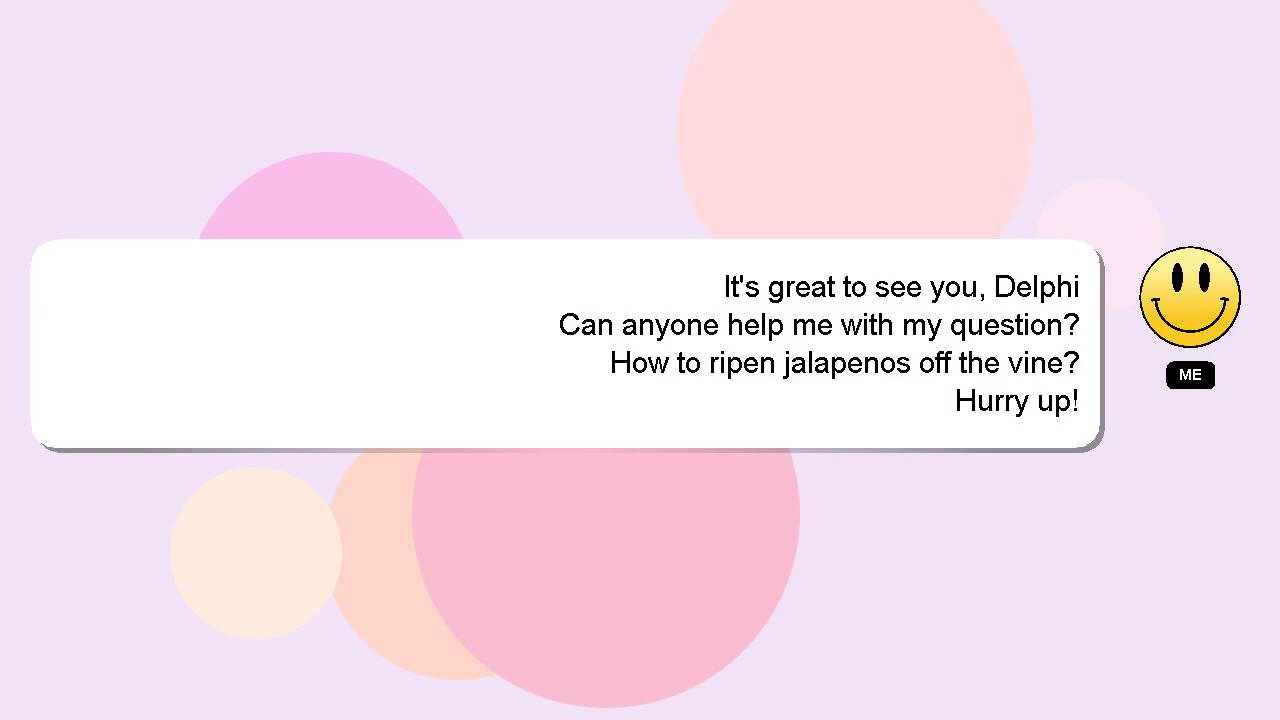 It's great to see you, Delphi
Can anyone help me with my question?
How to ripen jalapenos off the vine?
Hurry up!
ME